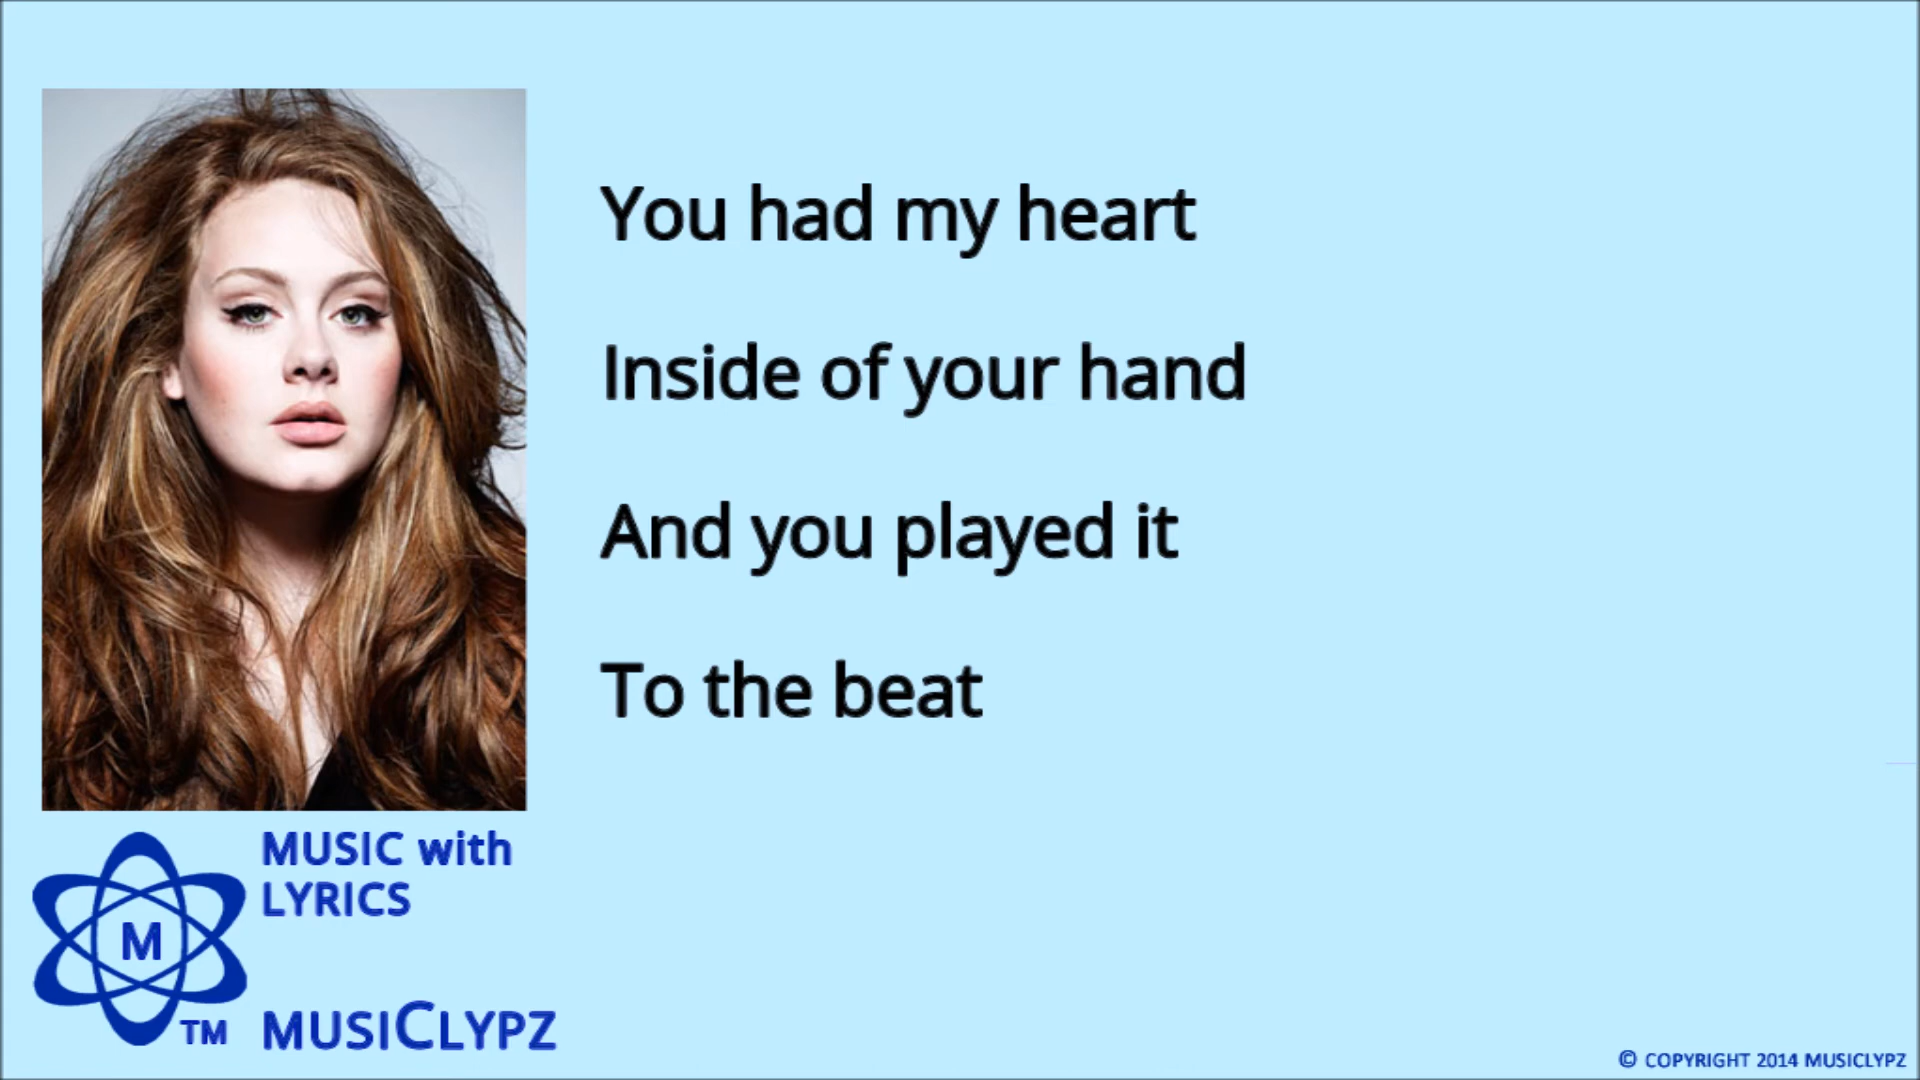 You had my heart
Inside of your hand
And you played it
To the beat
MUSIC with
LYRICS
M
TM
MUSICLYPZ
© COPYRIGHT 2014 MUSICLYPZ